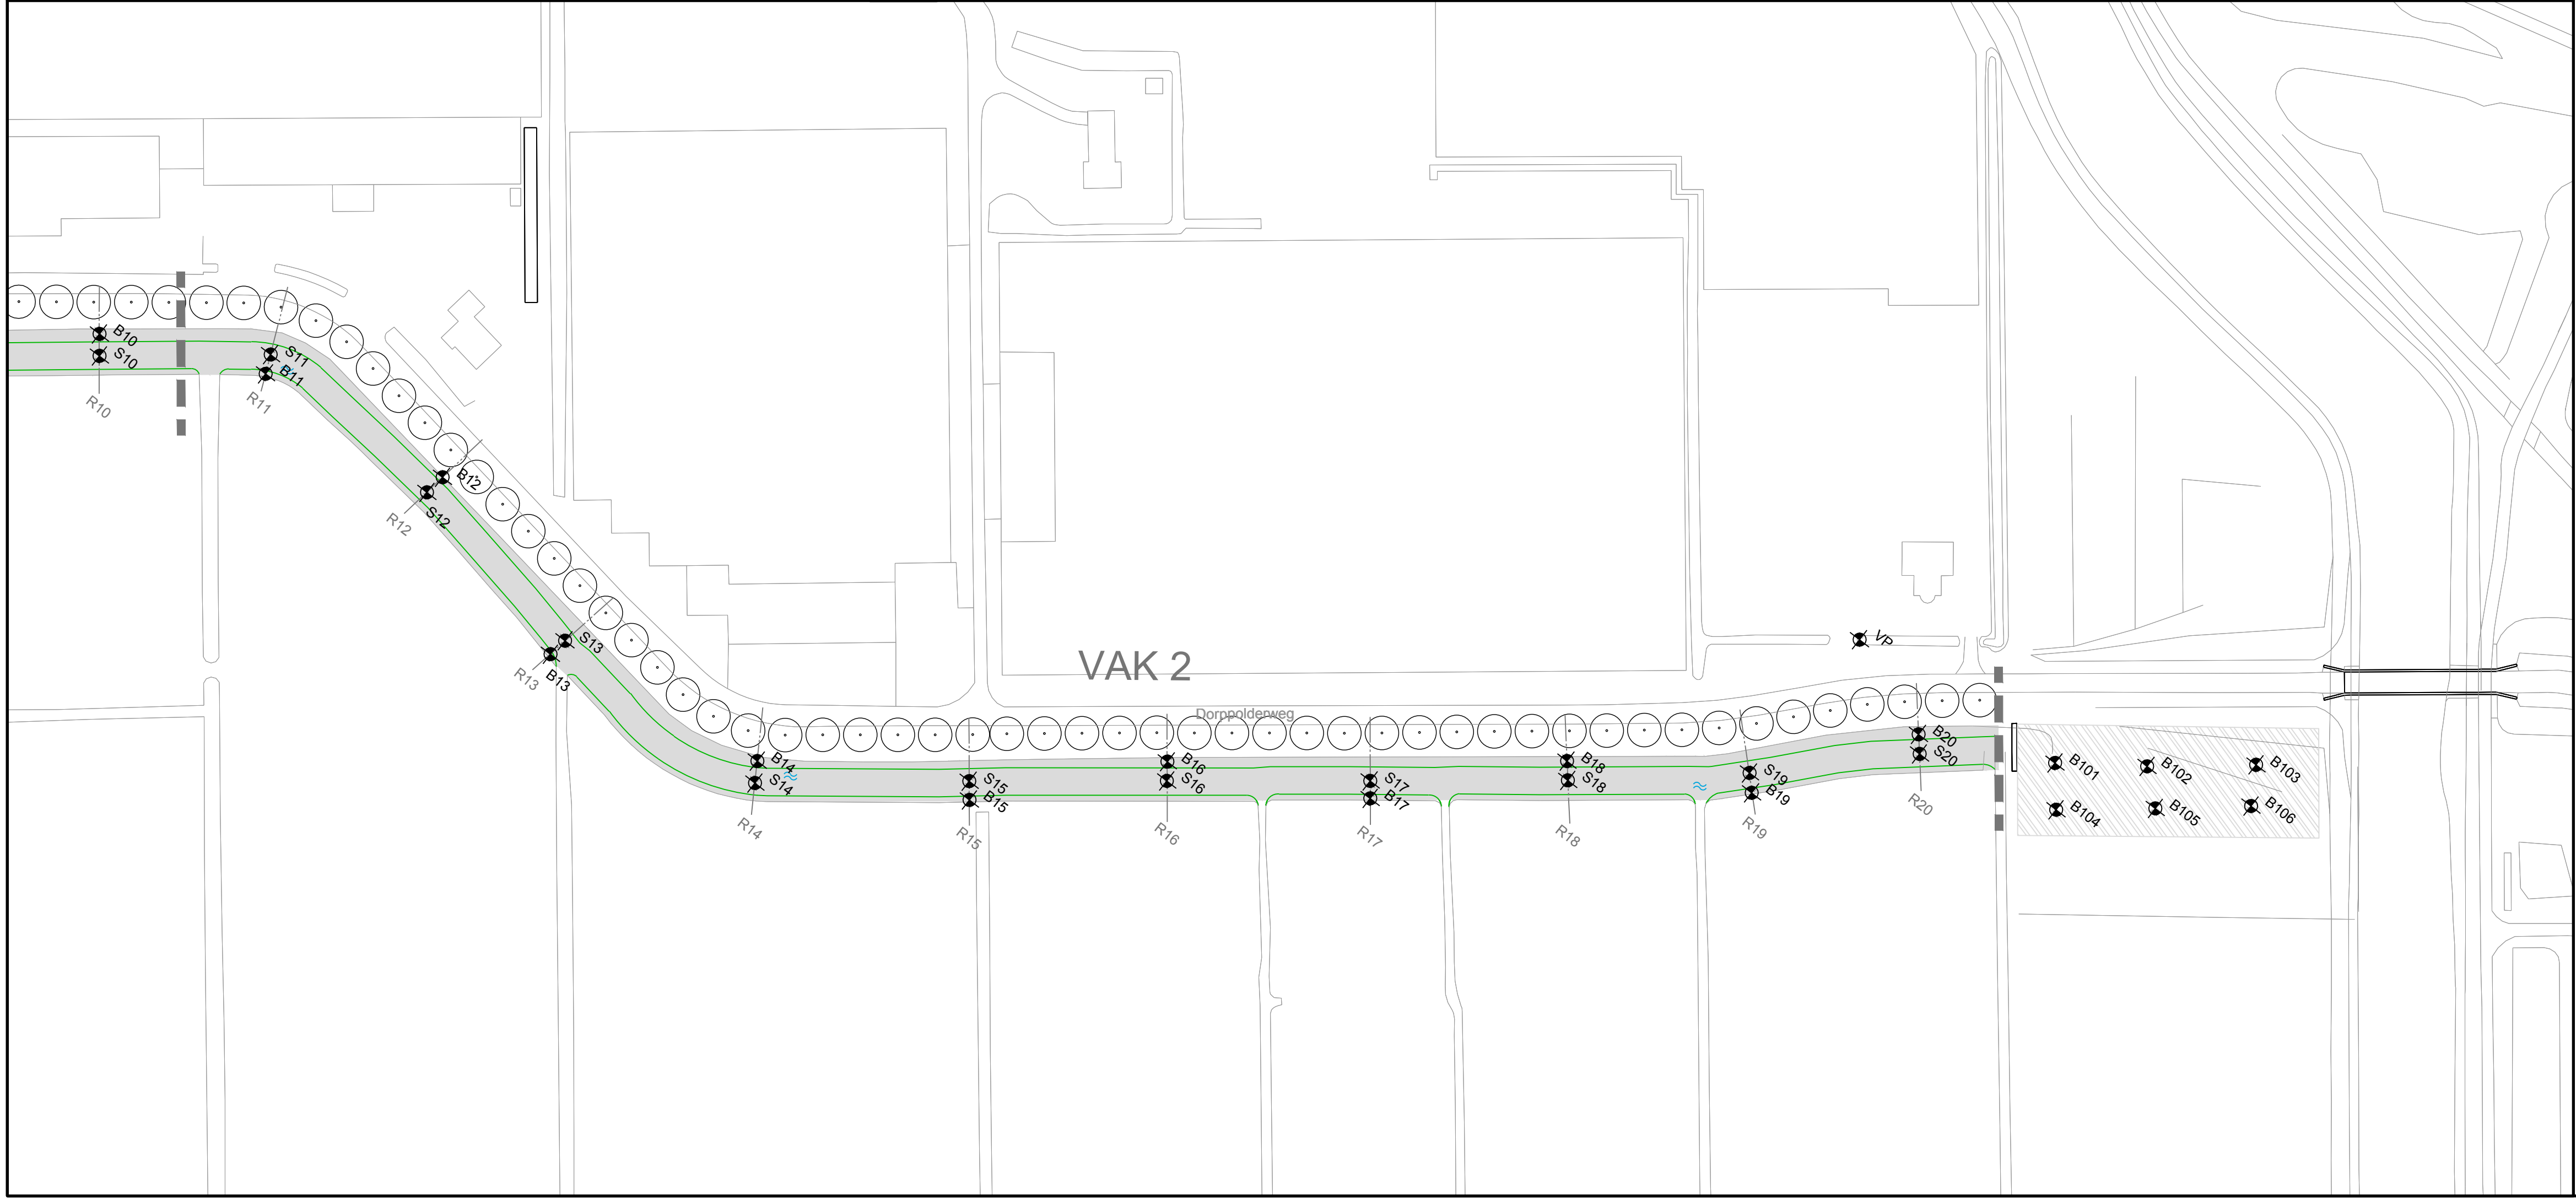 B10
S10
R10
S11
B11
R11
B12
S12
R12
S13
B13
R13
VAK 2
Dorppolderweg
VP
B14
S14
R14
S15
B15
R15
B16
S16
R16
S17
B17
R17
B18
S18
R18
S19
B19
R19
B20
S20
R20
B101
B102
B103
B104
B105
B106